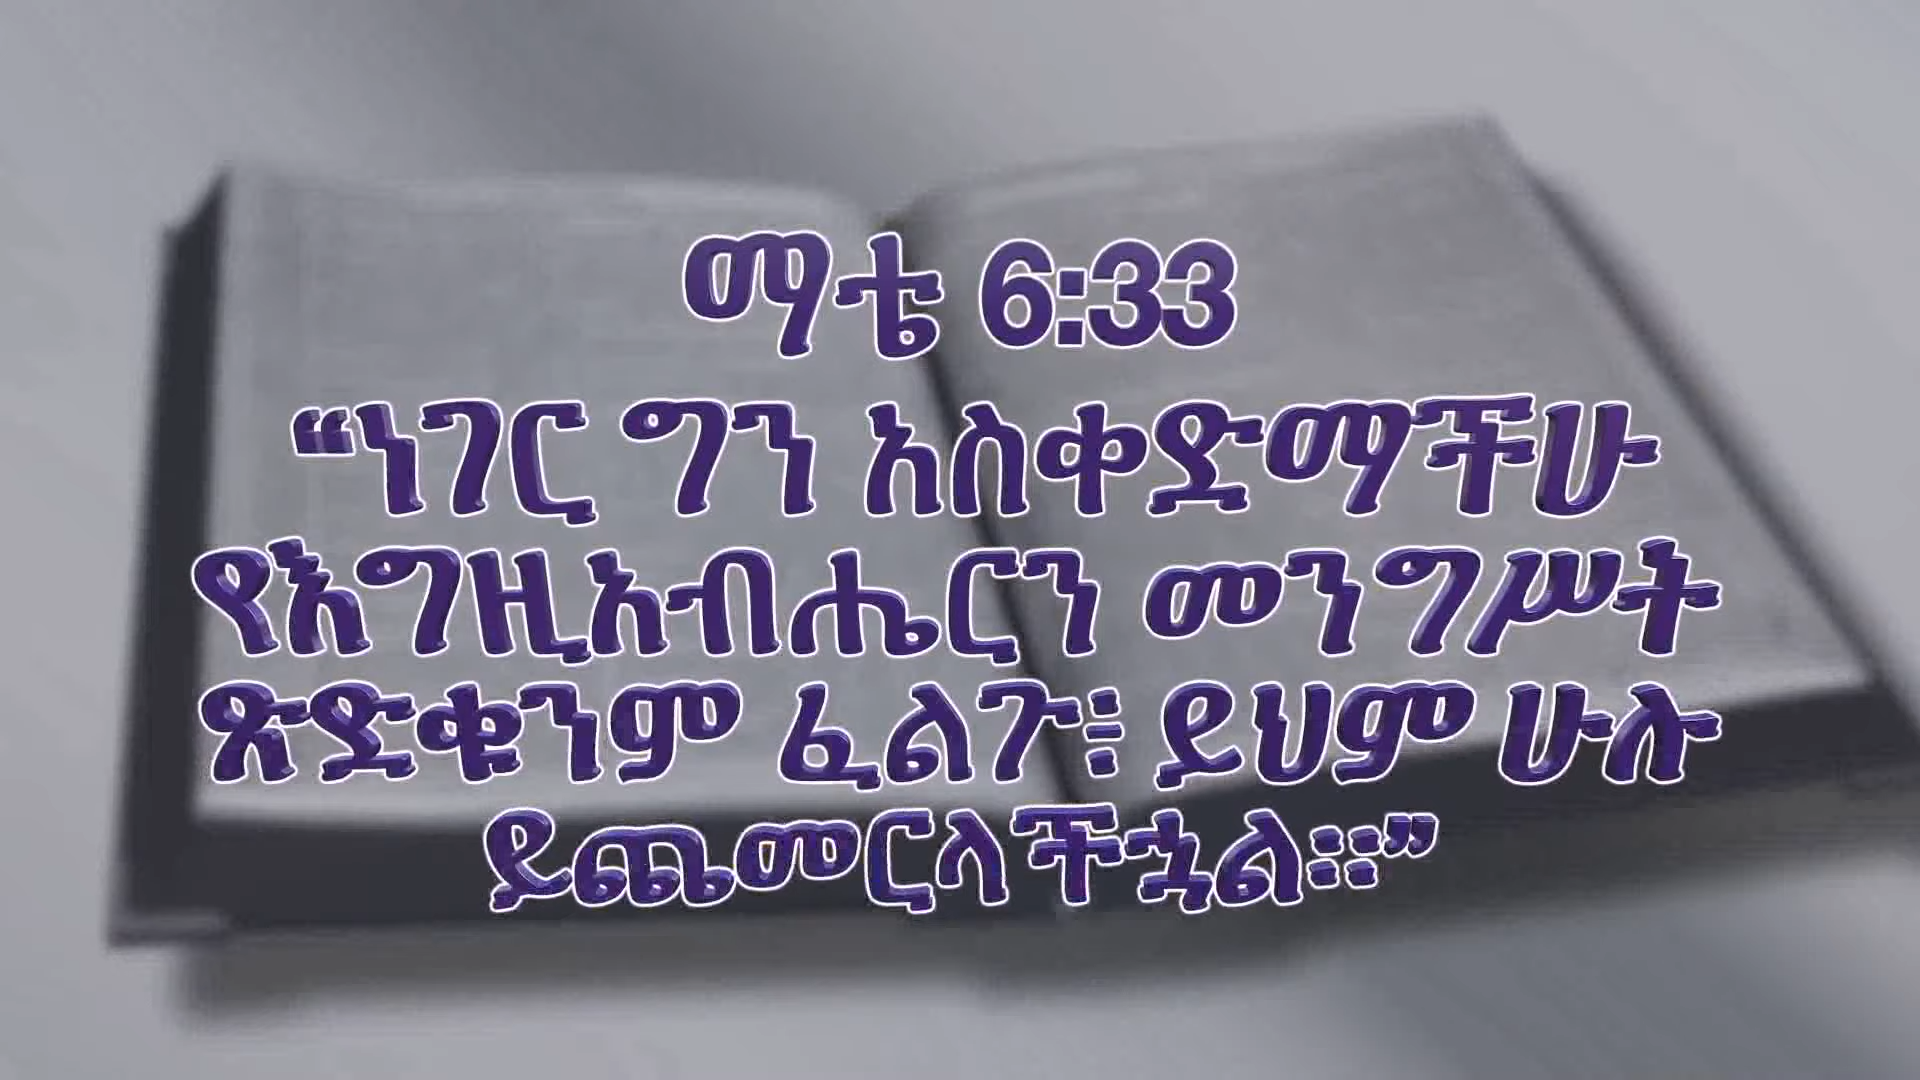 ማቴ 6:33
“ነገር ግን አስቀድማችሁ
የእግዚአብሔርን መንግሥት
ጽድቁንም ፈልጉ፤ ይህም ሁሉ
ይጨመርላችኋል።”